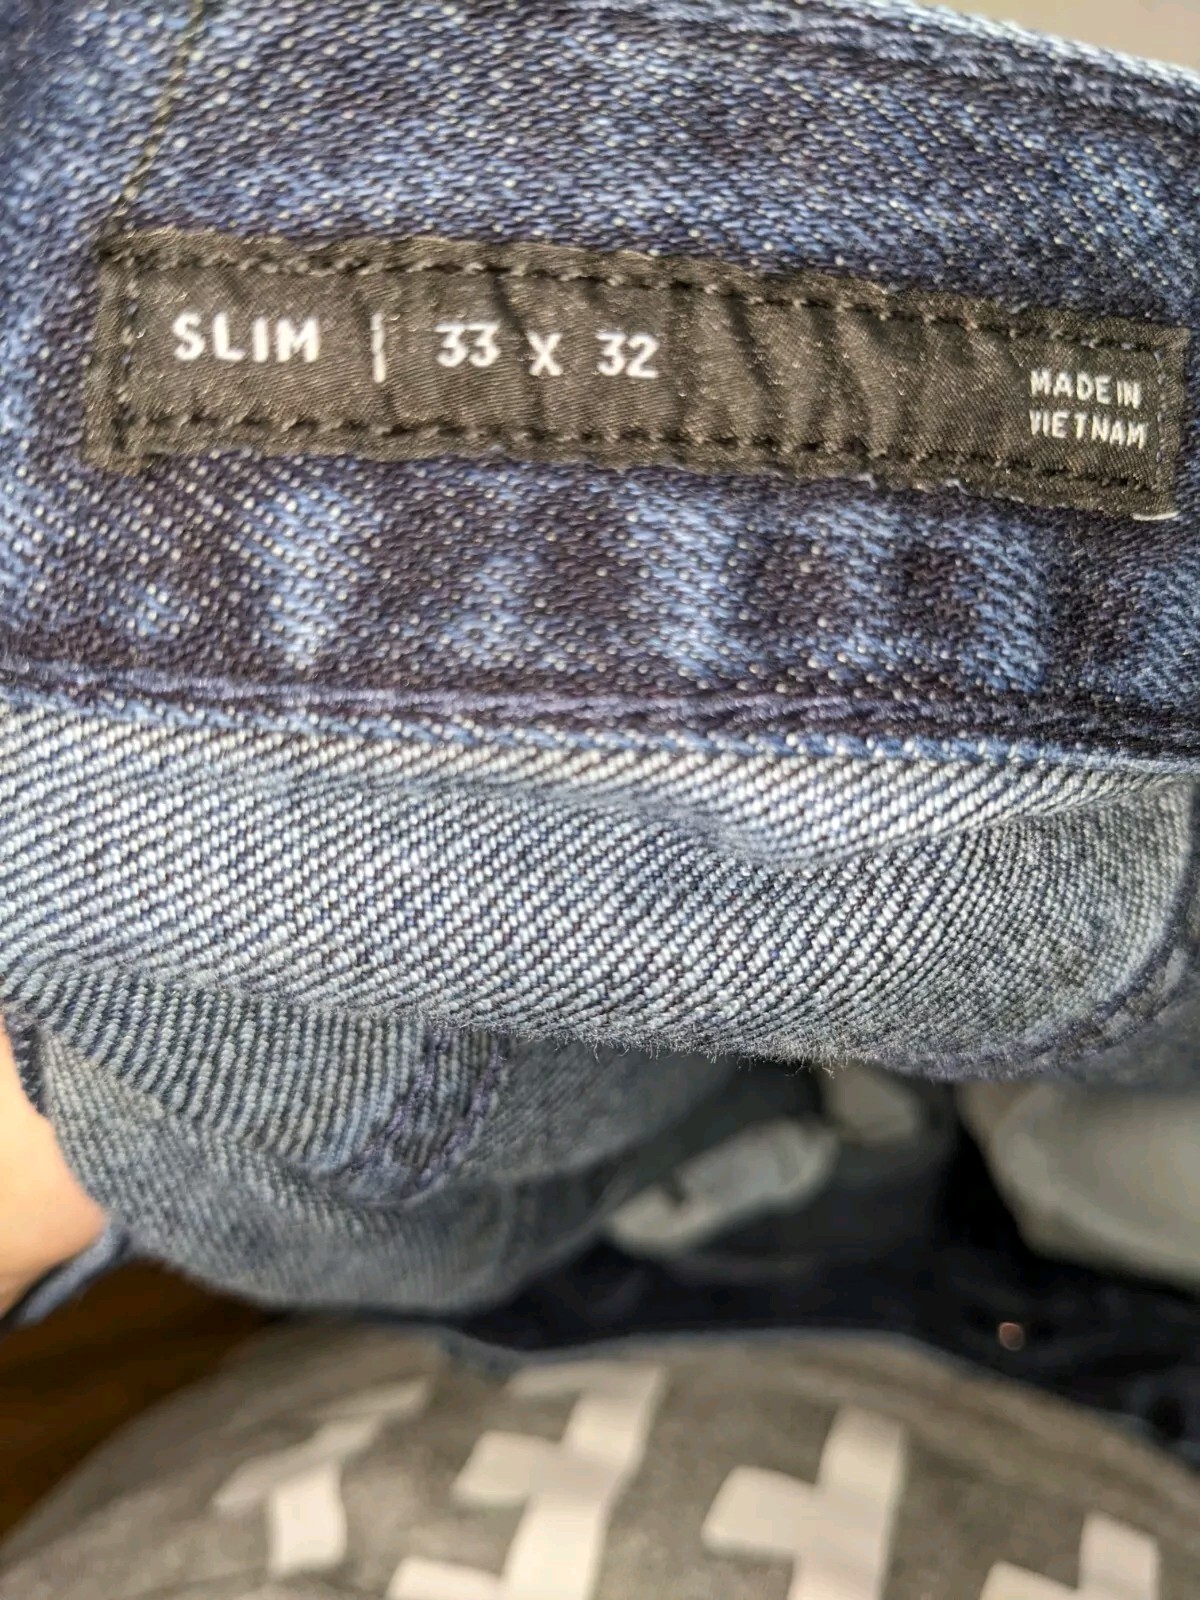 SLIM | 33 X 32
MADE IN
VIETNAM